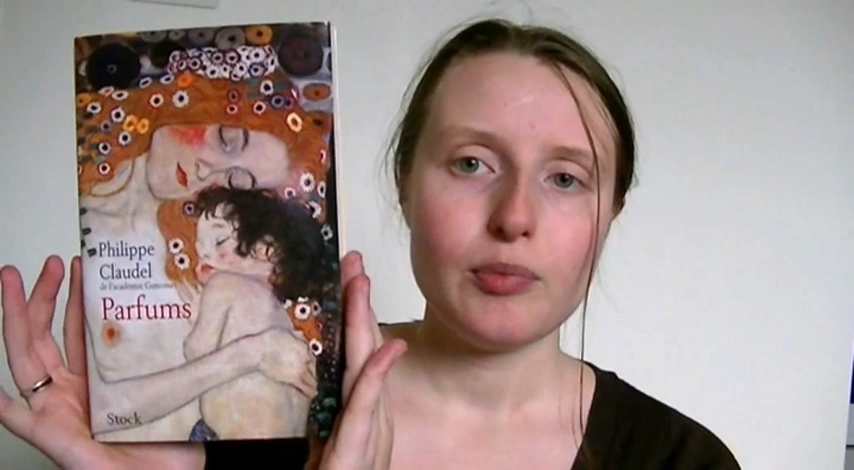 Philippe
Claudel
de l'académie Goncourt
Parfums
Stock